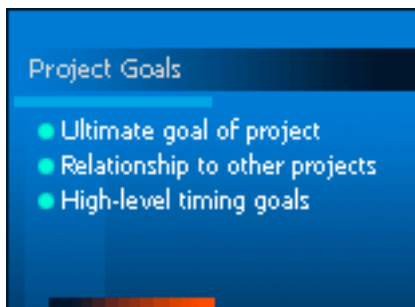 Project Goals
Ultimate goal of project
Relationship to other projects
High-level timing goals